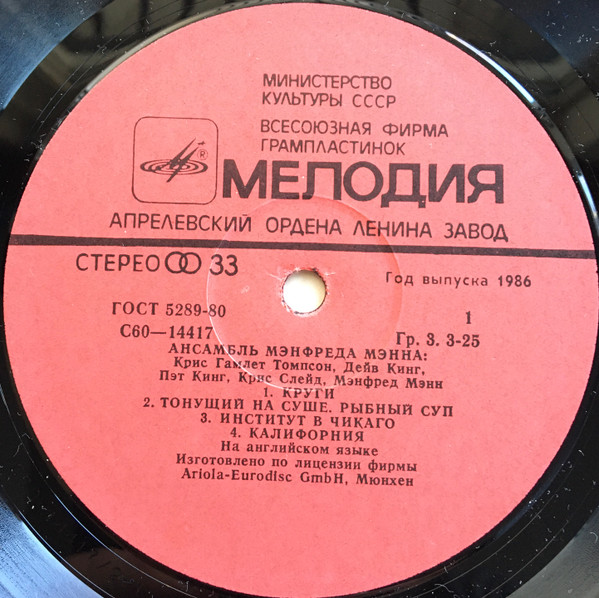 МИНИСТЕРСТВО
КУЛЬТУРЫ СССР
ВСЕСОЮЗНАЯ ФИРМА
ГРАМПЛАСТИНОК
® МЕЛОДИЯ
АПРЕЛЕВСКИЙ ОРДЕНА ЛЕНИНА ЗАВОД
СТЕРЕО 33
Год выпуска 1986
ГОСТ 5289-80
1
С60—14417
Гр. 3. 3-25
АНСАМБЛЬ МЭНФРЕДА МЭННА:
Крис Гамлет Томпсон, Дейв Кинг,
Пэт Кинг, Крис Слейд, Мэнфред Мэнн
1. КРУГИ
2. ТОНУЩИЙ НА СУШЕ. РЫБНЫЙ СУП
3. ИНСТИТУТ В ЧИКАГО
4. КАЛИФОРНИЯ
На английском языке
Изготовлено по лицензии фирмы
Ariola-Eurodisc GmbH, Мюнхен